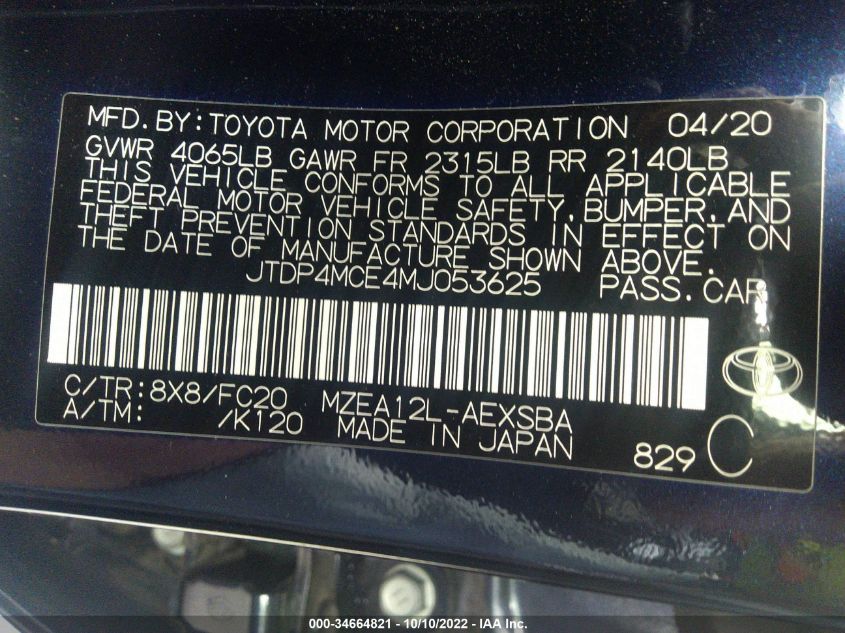 MFD.BY:TOYOTA MOTOR CORPORATION 04/20
GVWR 4065LB GAWR FR 2315LB RR 2140LB
THIS VEHICLE CONFORMS TO ALL APPLICABLE
FEDERAL MOTOR VEHICLE SAFETY,BUMPER,AND
THEFT PREVENTION STANDARDS IN EFFECT ON
THE DATE OF MANUFACTURE SHOWN ABOVE.
JTDP4MCE4MJ053625 PASS.CAR
C/TR:8X8/FC20 MZEA12L-AEXSBA
A/TM: /K120 MADE IN JAPAN 829 C
000-34664821 - 10/10/2022 - IAA Inc.